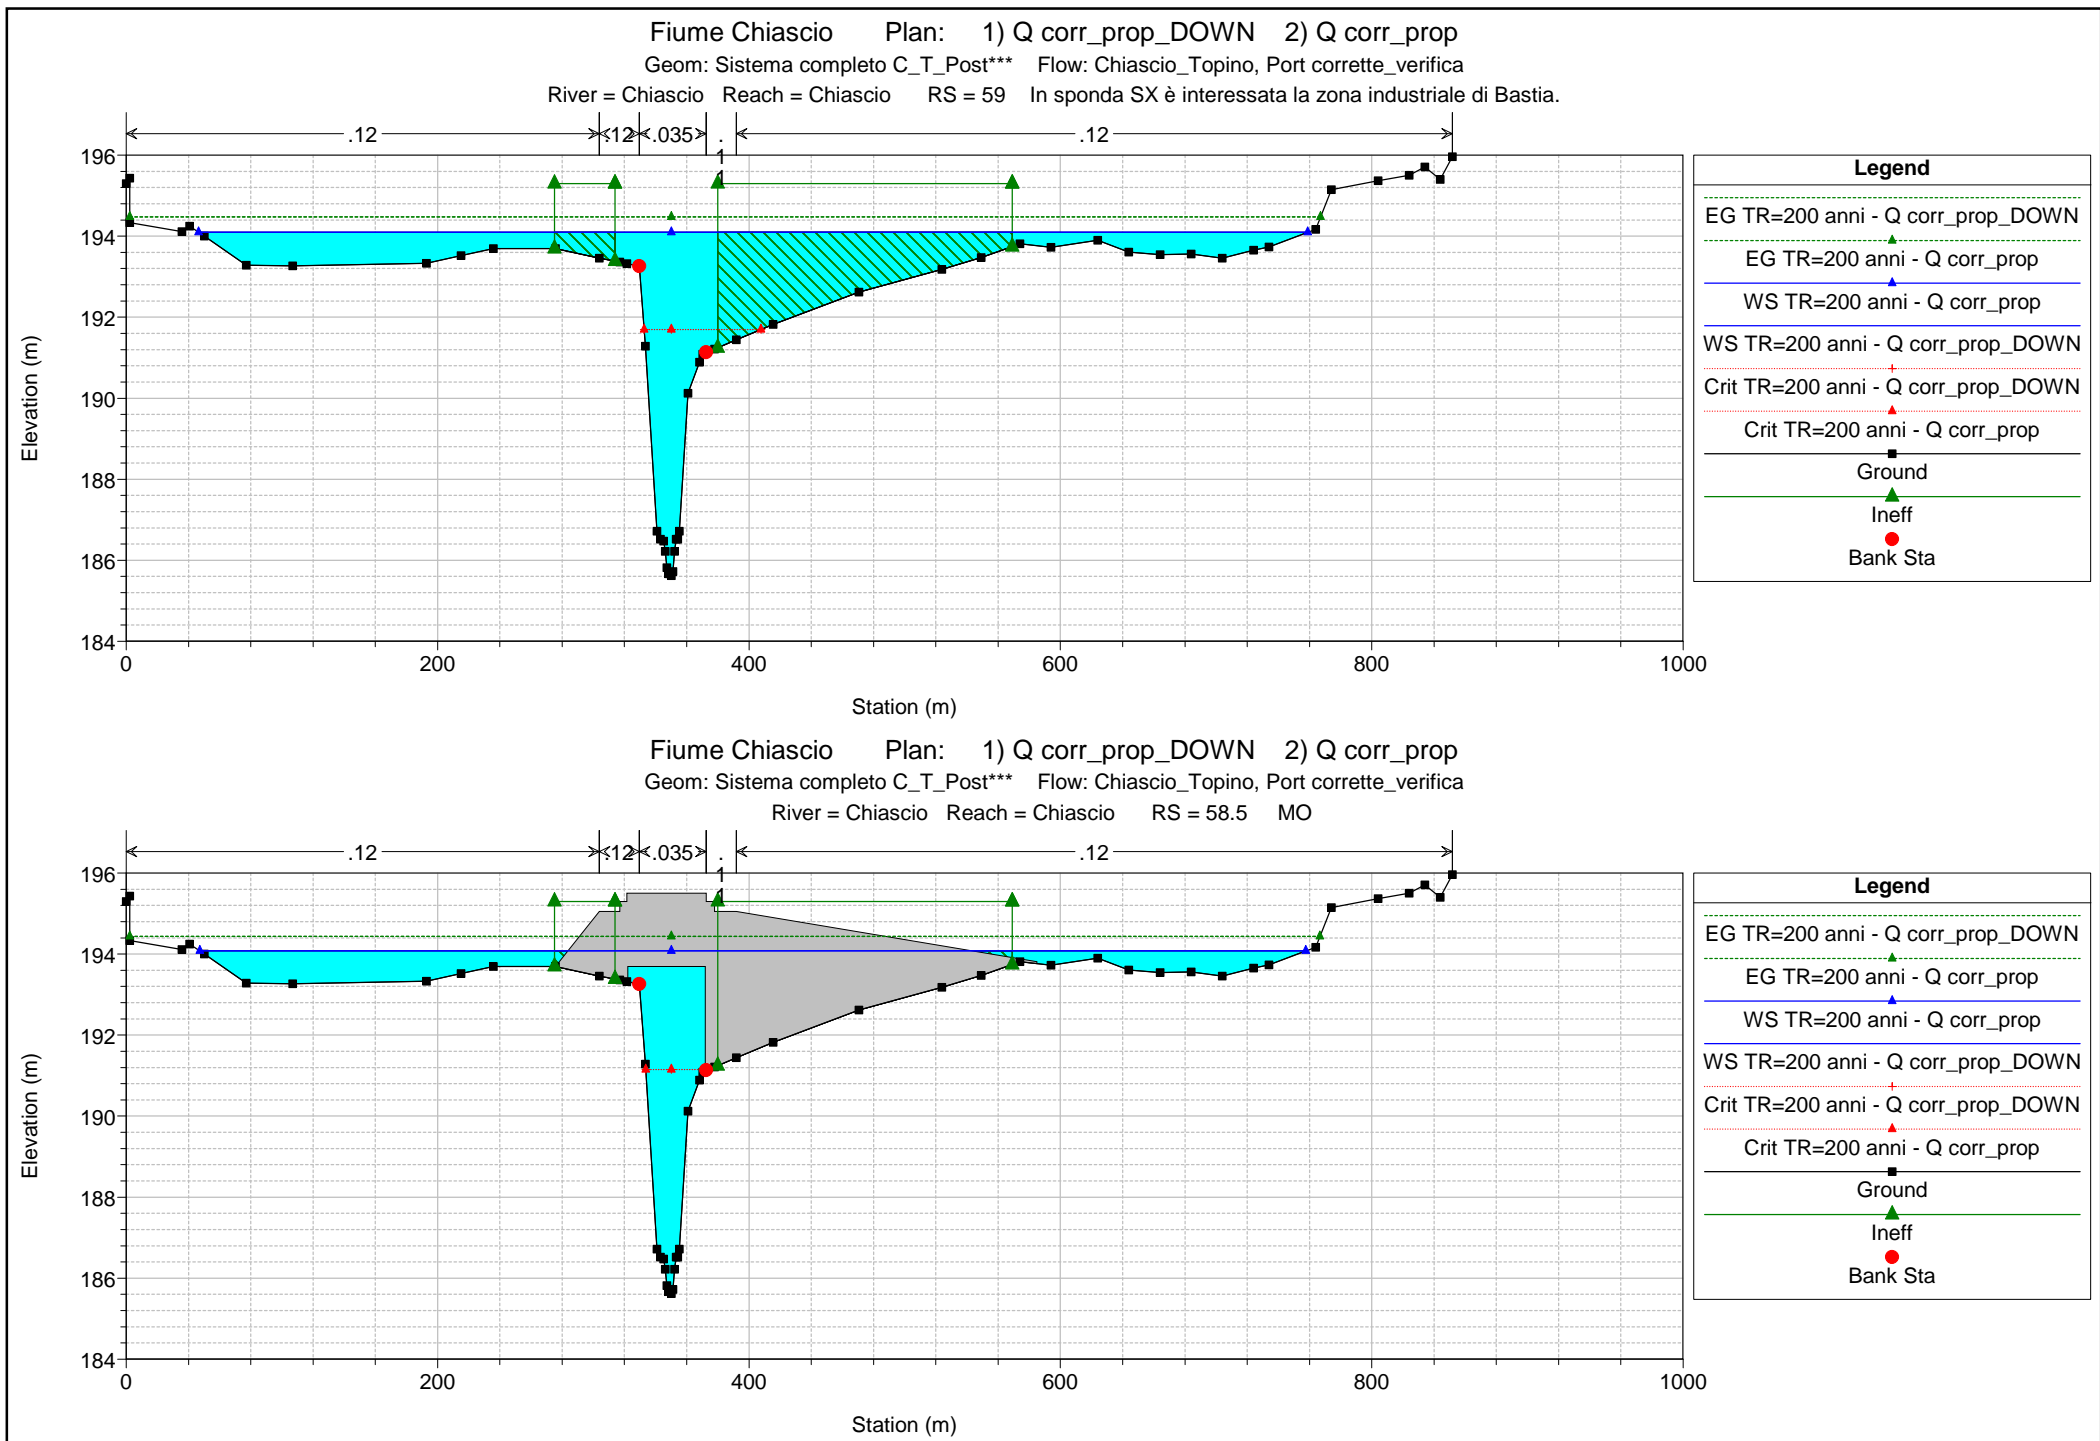 Fiume Chiascio Plan: 1) Q corr_prop_DOWN 2) Q corr_prop
Geom: Sistema completo C_T_Post*** Flow: Chiascio_Topino, Port corrette_verifica
River = Chiascio Reach = Chiascio RS = 59 In sponda SX è interessata la zona industriale di Bastia.
.12 .12 .035 .1 .12
196
194
192
190
188
186
184
Elevation (m)
0 200 400 600 800 1000
Station (m)
Legend
EG TR=200 anni - Q corr_prop_DOWN
EG TR=200 anni - Q corr_prop
WS TR=200 anni - Q corr_prop
WS TR=200 anni - Q corr_prop_DOWN
Crit TR=200 anni - Q corr_prop_DOWN
Crit TR=200 anni - Q corr_prop
Ground
Ineff
Bank Sta
Fiume Chiascio Plan: 1) Q corr_prop_DOWN 2) Q corr_prop
Geom: Sistema completo C_T_Post*** Flow: Chiascio_Topino, Port corrette_verifica
River = Chiascio Reach = Chiascio RS = 58.5 MO
.12 .12 .035 .1 .12
196
194
192
190
188
186
184
Elevation (m)
0 200 400 600 800 1000
Station (m)
Legend
EG TR=200 anni - Q corr_prop_DOWN
EG TR=200 anni - Q corr_prop
WS TR=200 anni - Q corr_prop
WS TR=200 anni - Q corr_prop_DOWN
Crit TR=200 anni - Q corr_prop_DOWN
Crit TR=200 anni - Q corr_prop
Ground
Ineff
Bank Sta